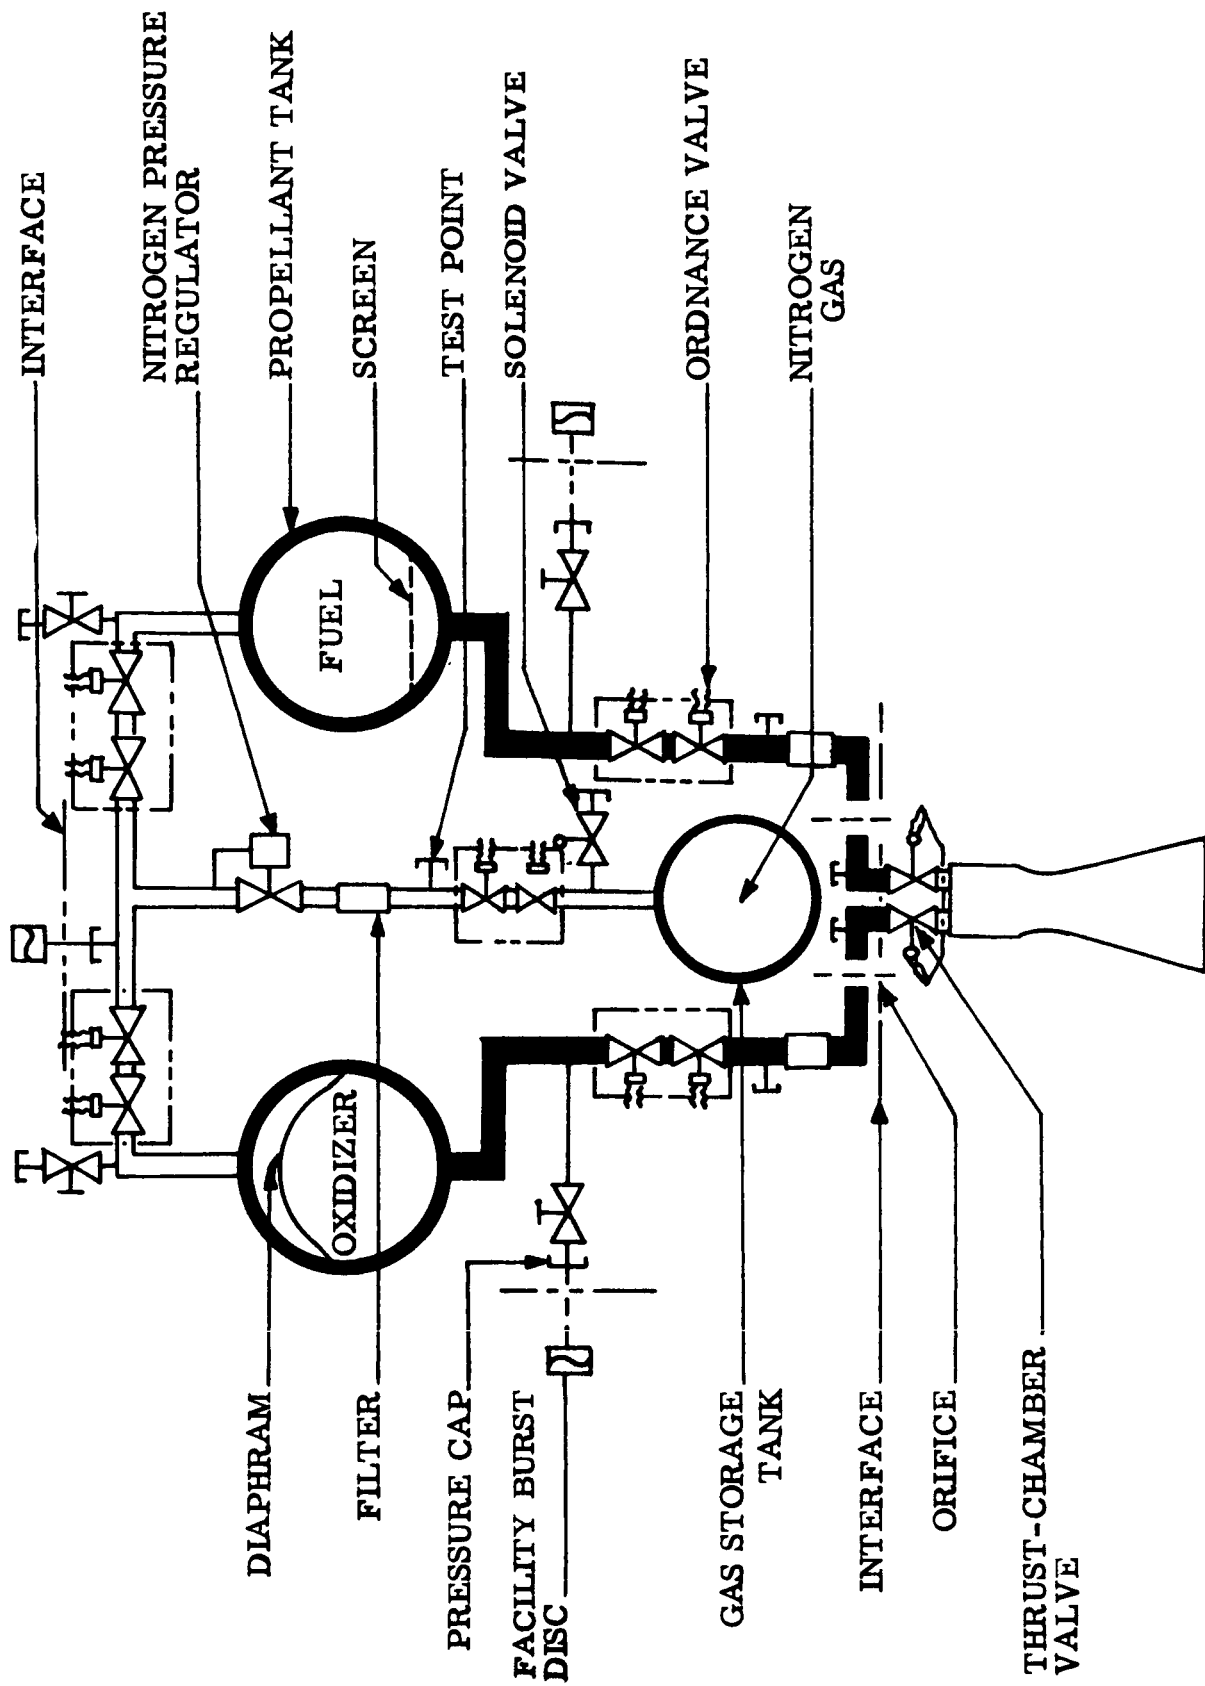 INTERFACE
NITROGEN PRESSURE
REGULATOR
PROPELLANT TANK
SCREEN
TEST POINT
SOLENOID VALVE
ORDNANCE VALVE
NITROGEN
GAS
FUEL
OXIDIZER
DIAPHRAM
FILTER
PRESSURE CAP
FACILITY BURST
DISC
GAS STORAGE
TANK
INTERFACE
ORIFICE
THRUST-CHAMBER
VALVE